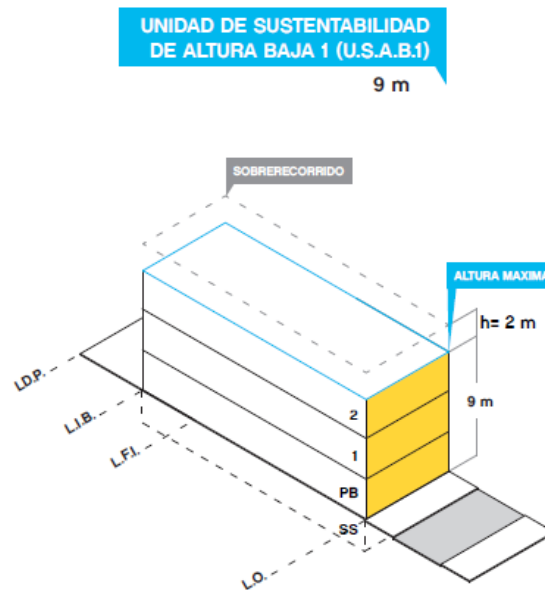 UNIDAD DE SUSTENTABILIDAD
DE ALTURA BAJA 1 (U.S.A.B.1)
9 m
SOBRERECORRIDO
ALTURA MAXIMA
h= 2 m
9 m
2
1
PB
SS
L.D.P.
L.I.B.
L.F.I.
L.O.